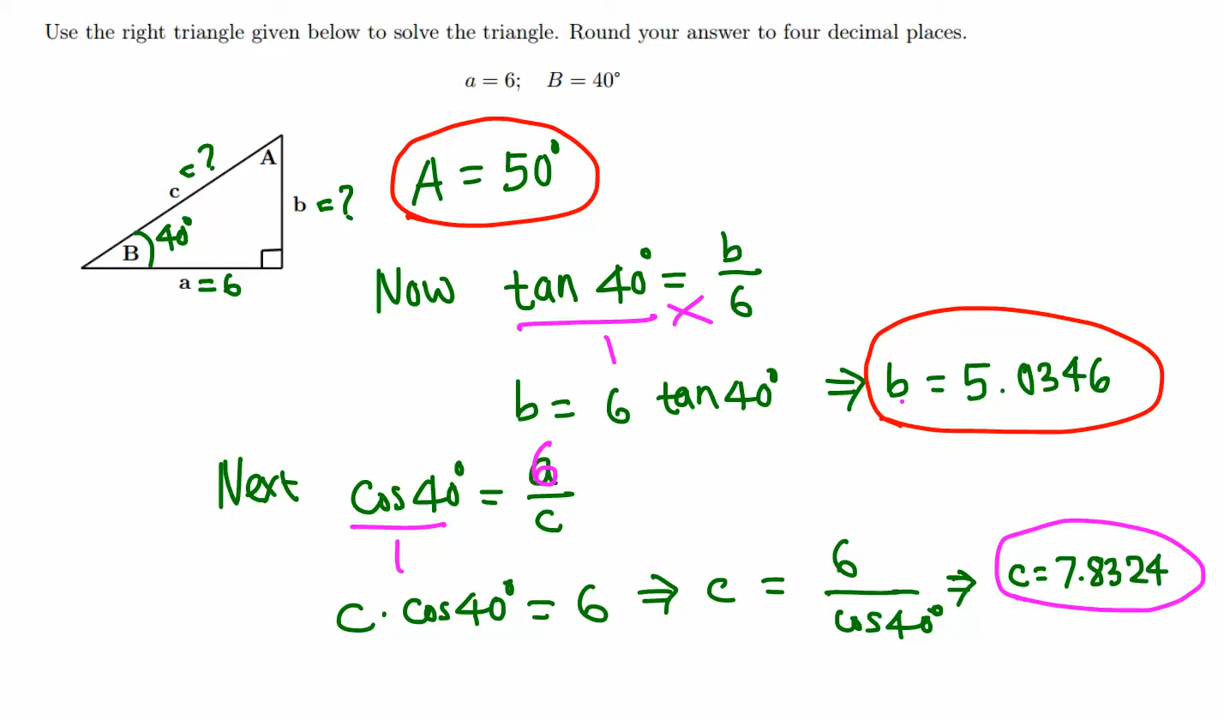 Use the right triangle given below to solve the triangle. Round your answer to four decimal places.
a = 6; B = 40°
A
c = ?
b = ?
B 40°
a = 6
A = 50°
Now tan 40° = b/6
1
b = 6 tan 40° ⇒ b = 5.0346
Next cos 40° = 6/c
1
c · cos 40° = 6 ⇒ c = 6/cos 40° ⇒ c = 7.8324